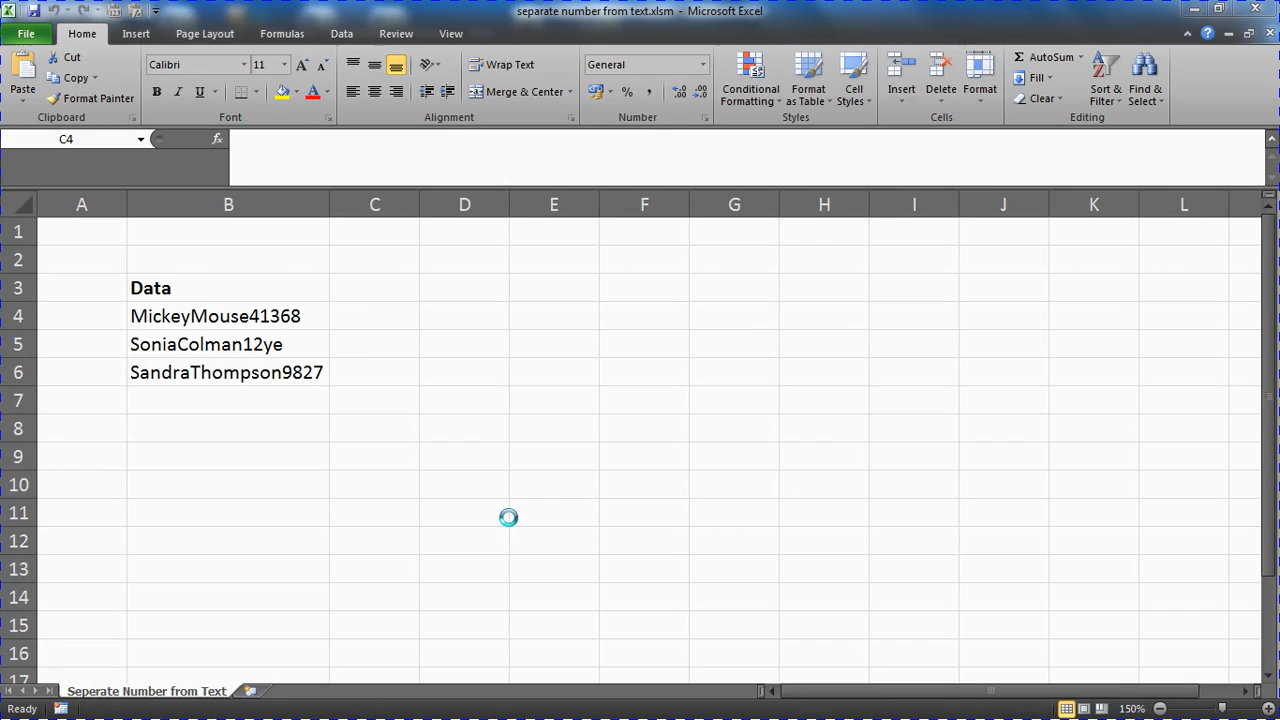 separate number from text.xlsm - Microsoft Excel
File Home Insert Page Layout Formulas Data Review View
Paste Cut Copy Format Painter
Clipboard
Calibri 11
B I U A
Font
Wrap Text
Merge & Center
Alignment
General
% ,
Number
Conditional Formatting Format as Table Cell Styles
Styles
Insert Delete Format
Cells
Σ AutoSum Fill Clear Sort & Filter Find & Select
Editing
C4 fx
A B C D E F G H I J K L
1
2
3 Data
4 MickeyMouse41368
5 SoniaColman12ye
6 SandraThompson9827
7
8
9
10
11
12
13
14
15
16
17
Seperate Number from Text
Ready 150%